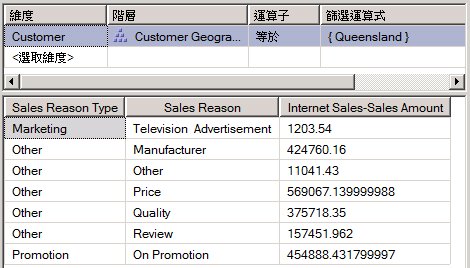 維度 階層 運算子 篩選運算式
Customer Customer Geogra... 等於 { Queensland }
<選取維度>
Sales Reason Type Sales Reason Internet Sales-Sales Amount
Marketing Television Advertisement 1203.54
Other Manufacturer 424760.16
Other Other 11041.43
Other Price 569067.139999988
Other Quality 375718.35
Other Review 157451.962
Promotion On Promotion 454888.431799997